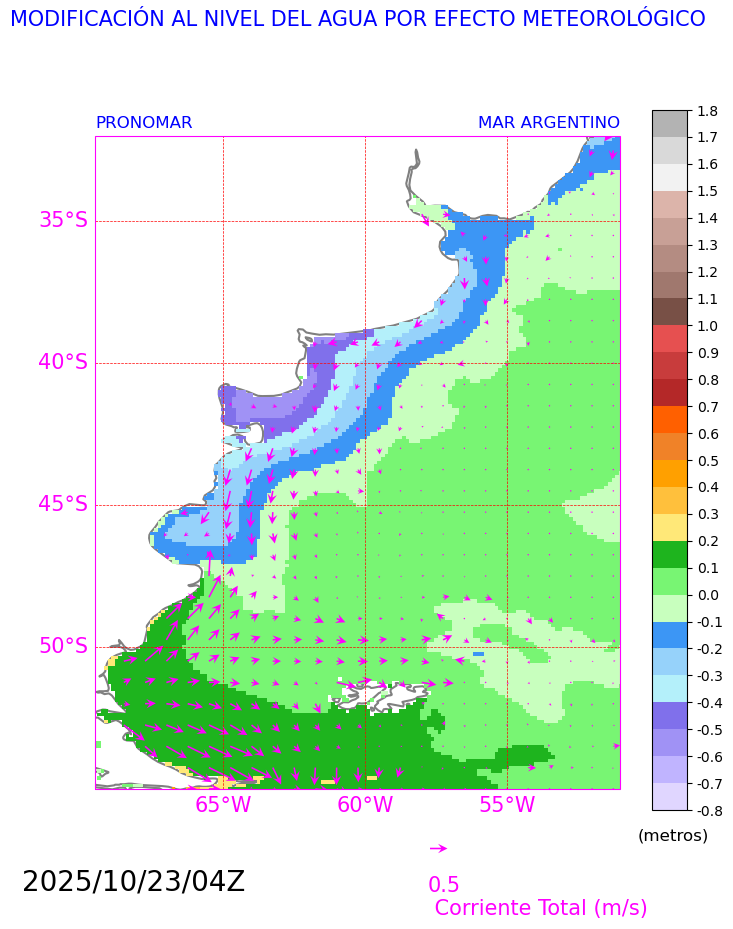 MODIFICACIÓN AL NIVEL DEL AGUA POR EFECTO METEOROLÓGICO
PRONOMAR MAR ARGENTINO
35°S
40°S
45°S
50°S
65°W 60°W 55°W
1.8
1.7
1.6
1.5
1.4
1.3
1.2
1.1
1.0
0.9
0.8
0.7
0.6
0.5
0.4
0.3
0.2
0.1
0.0
-0.1
-0.2
-0.3
-0.4
-0.5
-0.6
-0.7
-0.8
(metros)
2025/10/23/04Z
0.5
Corriente Total (m/s)